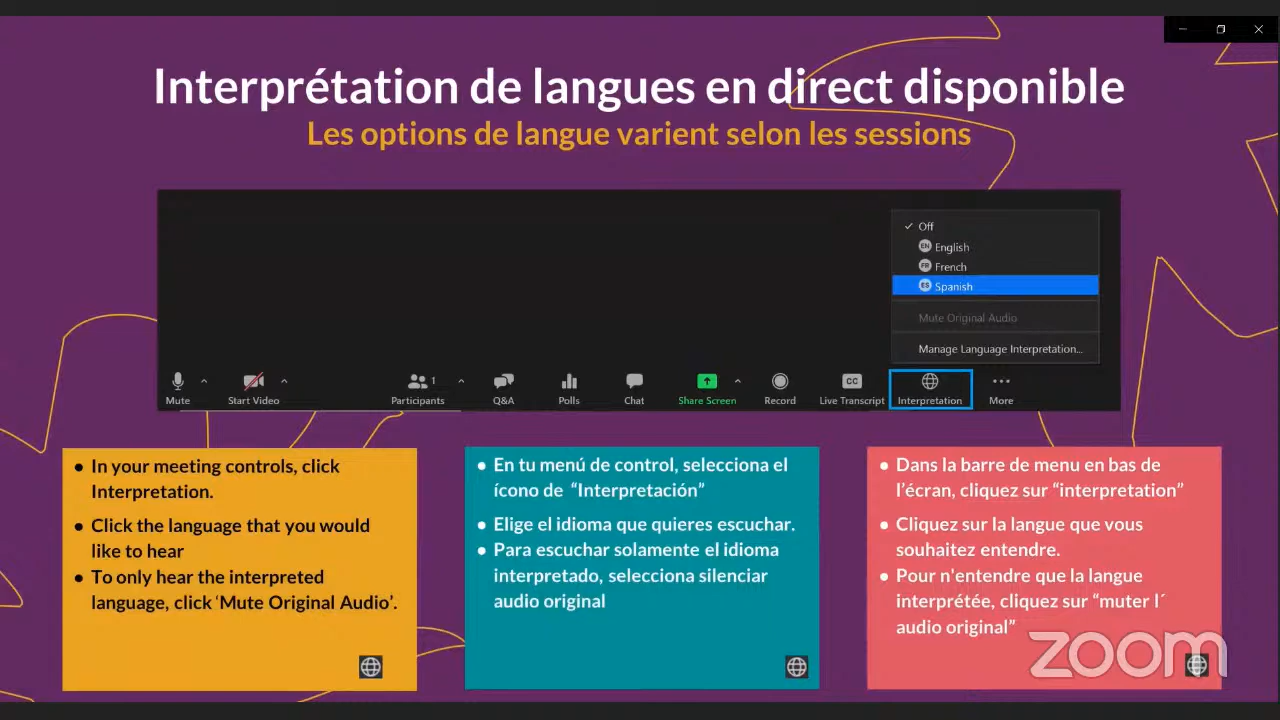 Interprétation de langues en direct disponible
Les options de langue varient selon les sessions
Off
EN English
FR French
ES Spanish
Mute Original Audio
Manage Language Interpretation...
Mute
Start Video
1
Participants
Q&A
Polls
Chat
Share Screen
Record
CC
Live Transcript
Interpretation
More
• In your meeting controls, click
Interpretation.
• Click the language that you would
like to hear
• To only hear the interpreted
language, click ‘Mute Original Audio’.
• En tu menú de control, selecciona el
ícono de “Interpretación”
• Elige el idioma que quieres escuchar.
• Para escuchar solamente el idioma
interpretado, selecciona silenciar
audio original
• Dans la barre de menu en bas de
l’écran, cliquez sur “interpretation”
• Cliquez sur la langue que vous
souhaitez entendre.
• Pour n'entendre que la langue
interprétée, cliquez sur “muter l´
audio original”
zoom